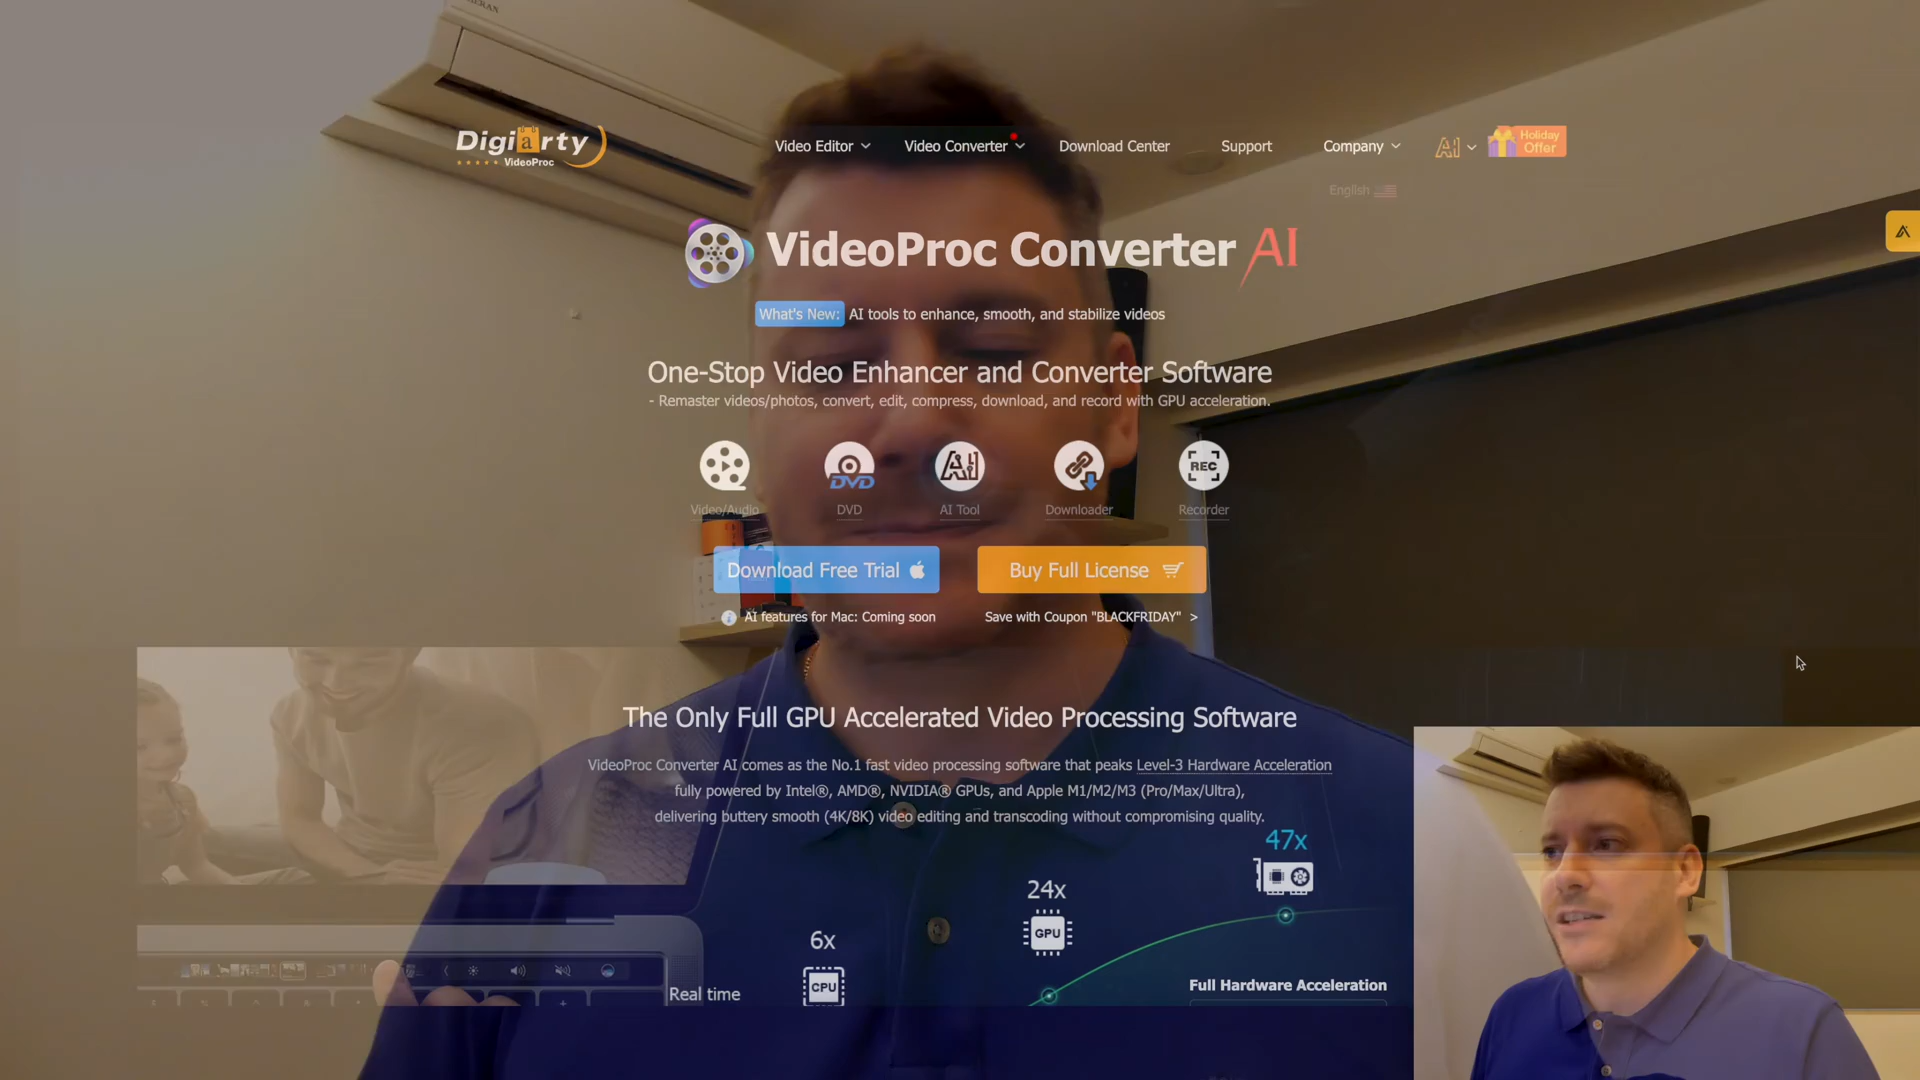 Digiarty
VideoProc
Video Editor
Video Converter
Download Center
Support
Company
AI
Holiday
Offer
English
VideoProc Converter AI
What's New: AI tools to enhance, smooth, and stabilize videos
One-Stop Video Enhancer and Converter Software
- Remaster videos/photos, convert, edit, compress, download, and record with GPU acceleration.
DVD
AI
REC
Video/Audio
DVD
AI Tool
Downloader
Recorder
Download Free Trial
Buy Full License
AI features for Mac: Coming soon
Save with Coupon "BLACKFRIDAY" >
The Only Full GPU Accelerated Video Processing Software
VideoProc Converter AI comes as the No.1 fast video processing software that peaks Level-3 Hardware Acceleration
fully powered by Intel®, AMD®, NVIDIA® GPUs, and Apple M1/M2/M3 (Pro/Max/Ultra),
delivering buttery smooth (4K/8K) video editing and transcoding without compromising quality.
47x
24x
GPU
6x
CPU
Real time
Full Hardware Acceleration